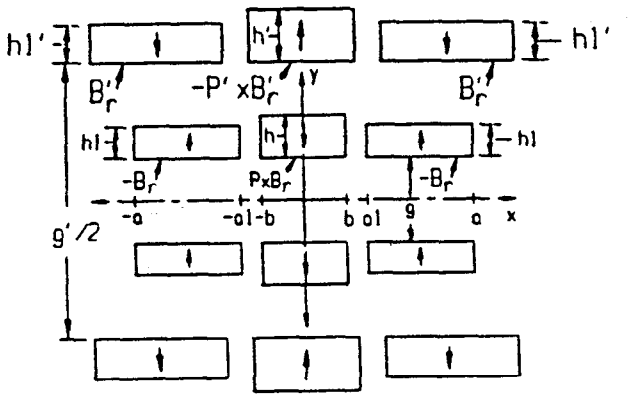 h1' h' h1'
B'r -P' xB'r y B'r
h1 h h1
-Br PxBr -Br
-a -a1 -b b a1 g a x
g'/2